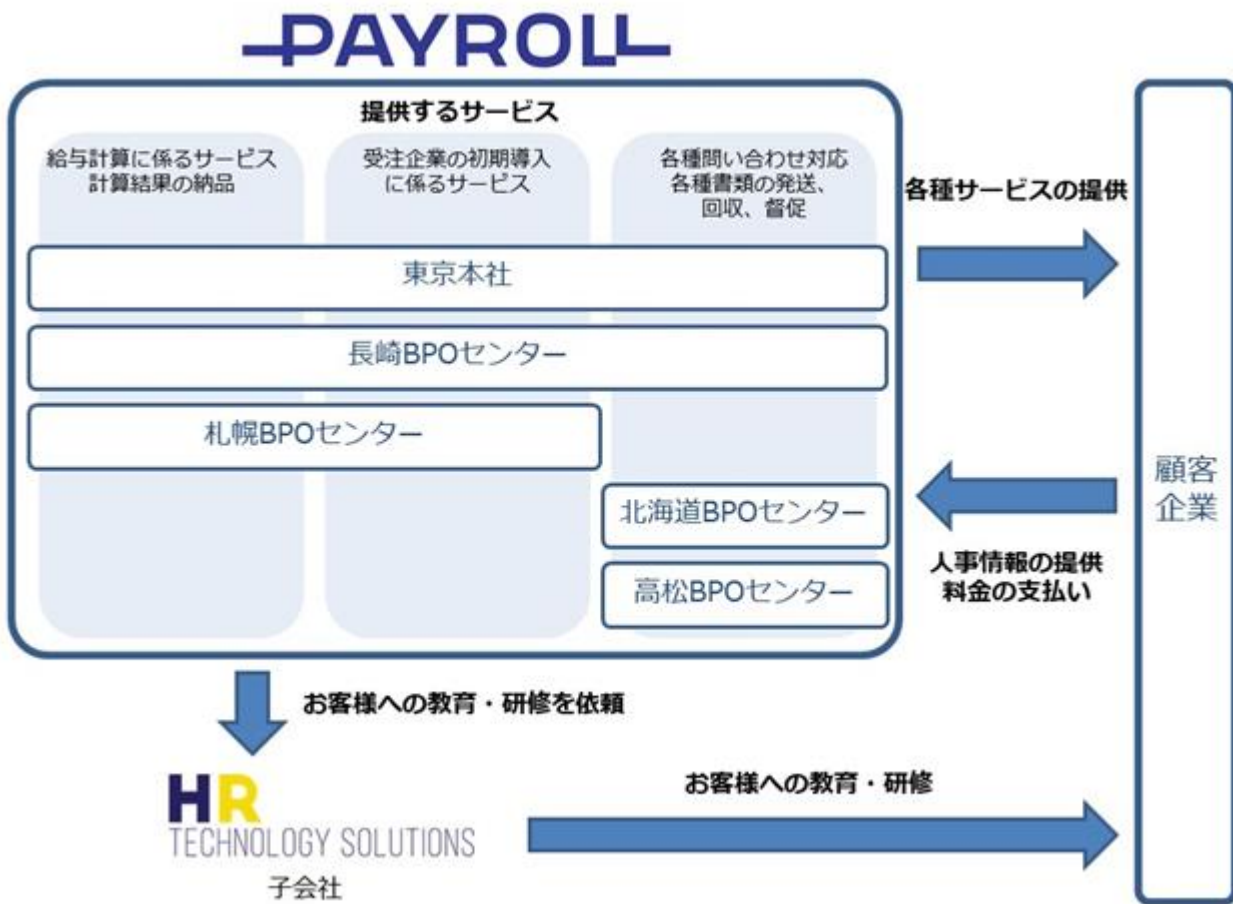 PAYROLL
提供するサービス
給与計算に係るサービス
計算結果の納品
受注企業の初期導入
に係るサービス
各種問い合わせ対応
各種書類の発送、
回収、督促
東京本社
長崎BPOセンター
札幌BPOセンター
北海道BPOセンター
高松BPOセンター
各種サービスの提供
人事情報の提供
料金の支払い
顧客
企業
お客様への教育・研修を依頼
HR
TECHNOLOGY SOLUTIONS
子会社
お客様への教育・研修